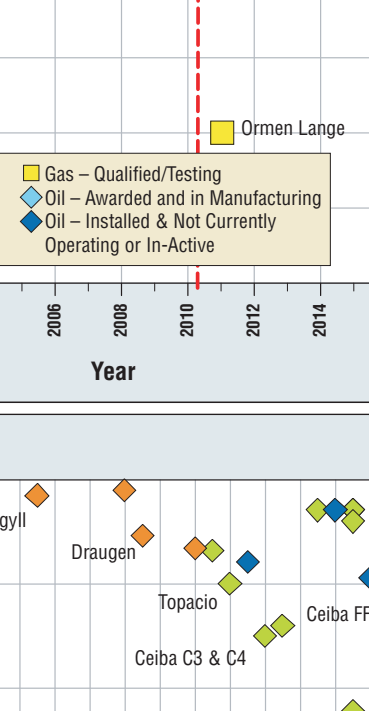 Ormen Lange
Gas – Qualified/Testing
Oil – Awarded and in Manufacturing
Oil – Installed & Not Currently
Operating or In-Active
2006 2008 2010 2012 2014
Year
gyll
Draugen
Topacio
Ceiba FF
Ceiba C3 & C4